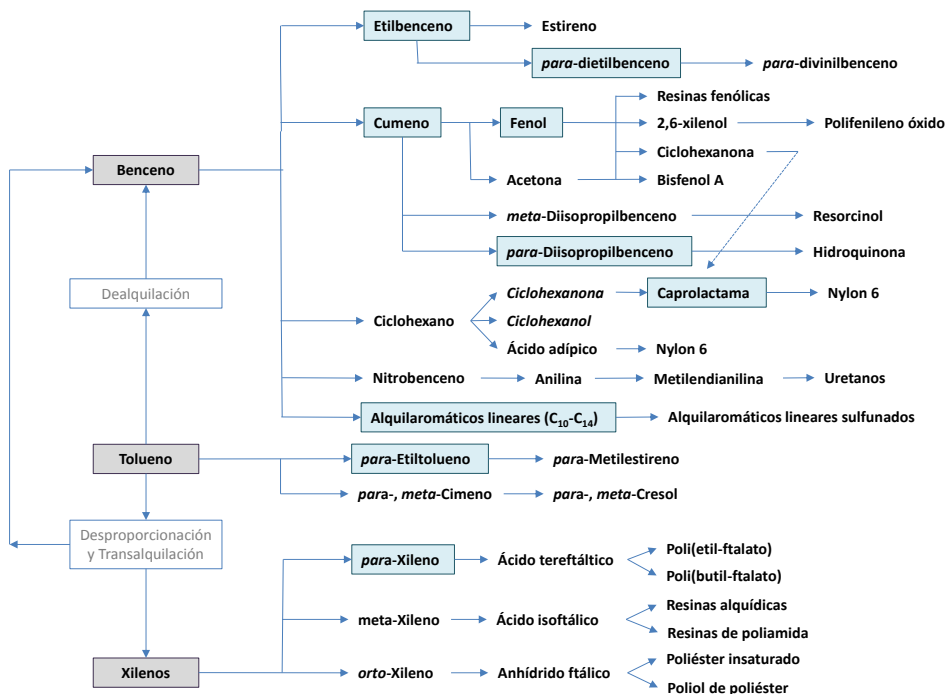 Etilbenceno
Estireno
para-dietilbenceno
para-divinilbenceno
Resinas fenólicas
Cumeno
Fenol
2,6-xilenol
Polifenileno óxido
Ciclohexanona
Benceno
Acetona
Bisfenol A
meta-Diisopropilbenceno
Resorcinol
para-Diisopropilbenceno
Hidroquinona
Dealquilación
Ciclohexanona
Caprolactama
Nylon 6
Ciclohexano
Ciclohexanol
Ácido adípico
Nylon 6
Nitrobenceno
Anilina
Metilendianilina
Uretanos
Alquilaromáticos lineares (C10-C14)
Alquilaromáticos lineares sulfunados
Tolueno
para-Etiltolueno
para-Metilestireno
para-, meta-Cimeno
para-, meta-Cresol
Desproporcionación
y Transalquilación
para-Xileno
Ácido tereftáltico
Poli(etil-ftalato)
Poli(butil-ftalato)
meta-Xileno
Ácido isoftálico
Resinas alquídicas
Resinas de poliamida
Xilenos
orto-Xileno
Anhídrido ftálico
Poliéster insaturado
Poliol de poliéster